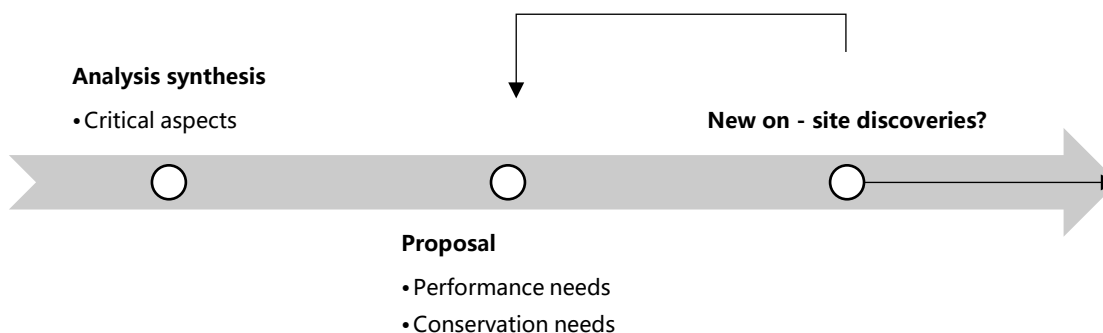 Analysis synthesis
•Critical aspects
New on - site discoveries?
Proposal
•Performance needs
•Conservation needs